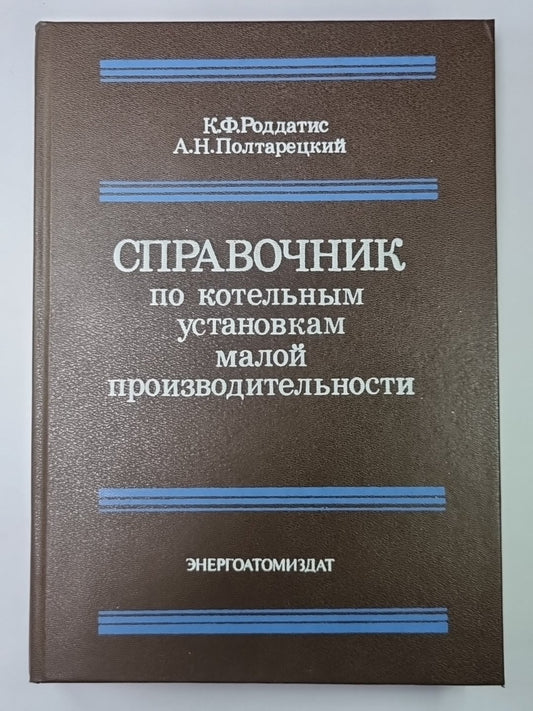 К.Ф.Роддатис
А.Н.Полтарецкий
СПРАВОЧНИК
по котельным
установкам
малой
производительности
ЭНЕРГОАТОМИЗДАТ